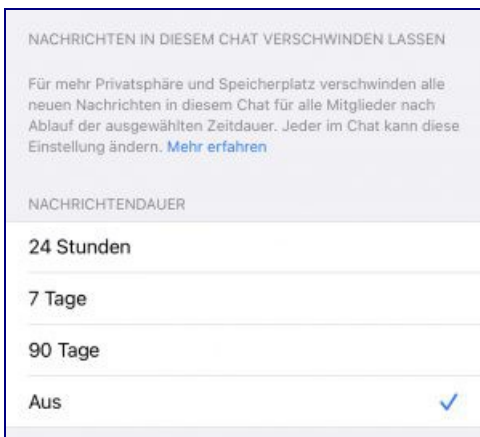 NACHRICHTEN IN DIESEM CHAT VERSCHWINDEN LASSEN
Für mehr Privatsphäre und Speicherplatz verschwinden alle
neuen Nachrichten in diesem Chat für alle Mitglieder nach
Ablauf der ausgewählten Zeitdauer. Jeder im Chat kann diese
Einstellung ändern. Mehr erfahren
NACHRICHTENDAUER
24 Stunden
7 Tage
90 Tage
Aus